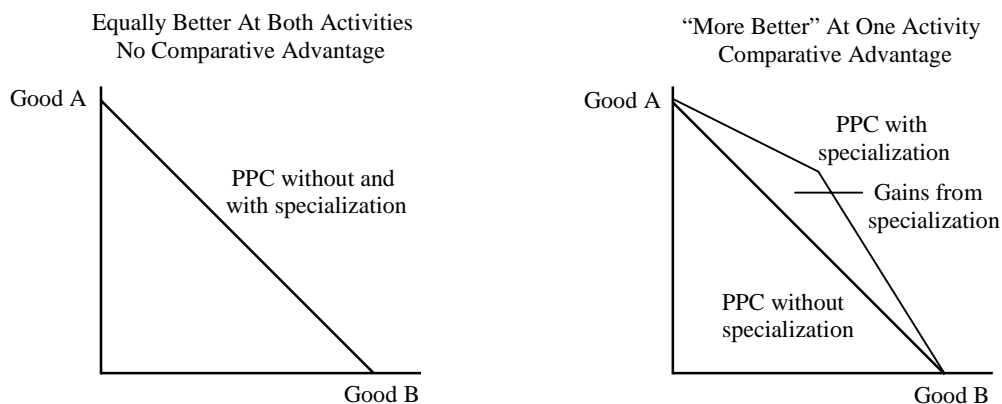 Equally Better At Both Activities
No Comparative Advantage
Good A
PPC without and
with specialization
Good B
“More Better” At One Activity
Comparative Advantage
Good A
PPC with
specialization
Gains from
specialization
PPC without
specialization
Good B